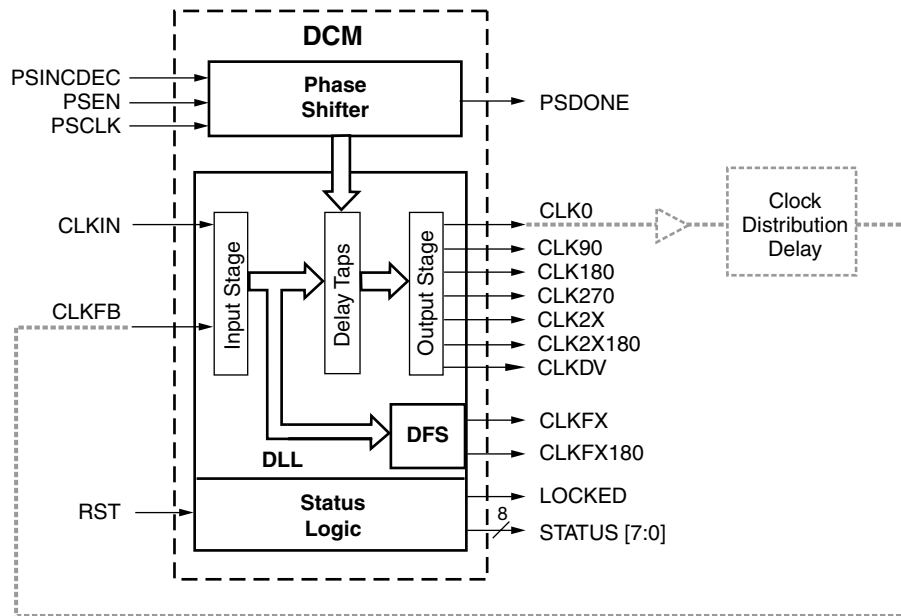 DCM
PSINCDEC
PSEN
PSCLK
Phase
Shifter
PSDONE
CLKIN
CLKFB
Input Stage
Delay Taps
Output Stage
CLK0
CLK90
CLK180
CLK270
CLK2X
CLK2X180
CLKDV
Clock
Distribution
Delay
DFS
CLKFX
CLKFX180
DLL
RST
Status
Logic
LOCKED
8
STATUS [7:0]